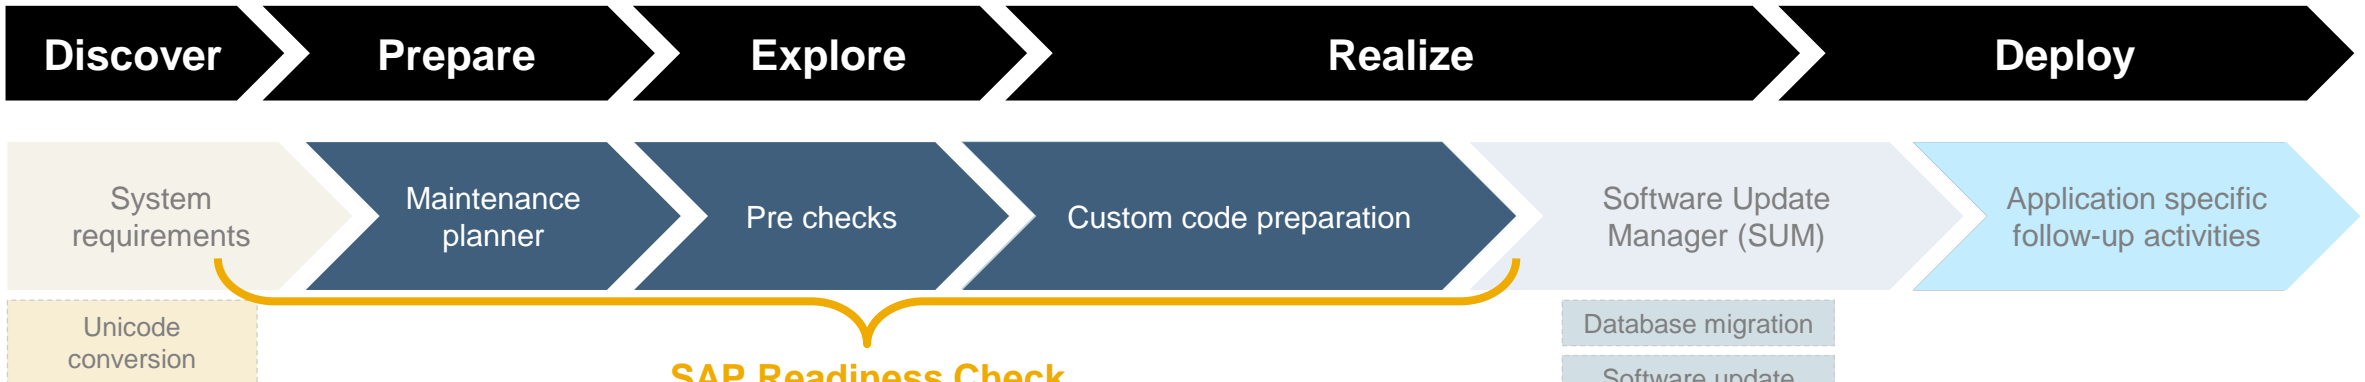 Discover
Prepare
Explore
Realize
Deploy
System
requirements
Maintenance
planner
Pre checks
Custom code preparation
Software Update
Manager (SUM)
Application specific
follow-up activities
Unicode
conversion
Database migration
SAP Readiness Check
Software update